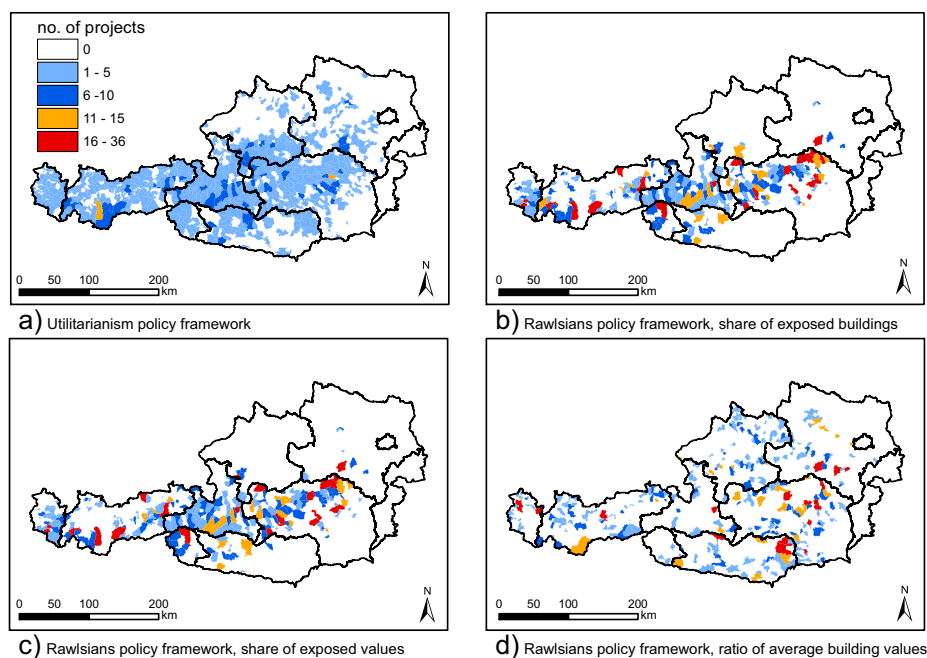 no. of projects
0
1 - 5
6 -10
11 - 15
16 - 36
N
0 50 100 200
km
a) Utilitarianism policy framework
N
0 50 100 200
km
b) Rawlsians policy framework, share of exposed buildings
N
0 50 100 200
km
c) Rawlsians policy framework, share of exposed values
N
0 50 100 200
km
d) Rawlsians policy framework, ratio of average building values